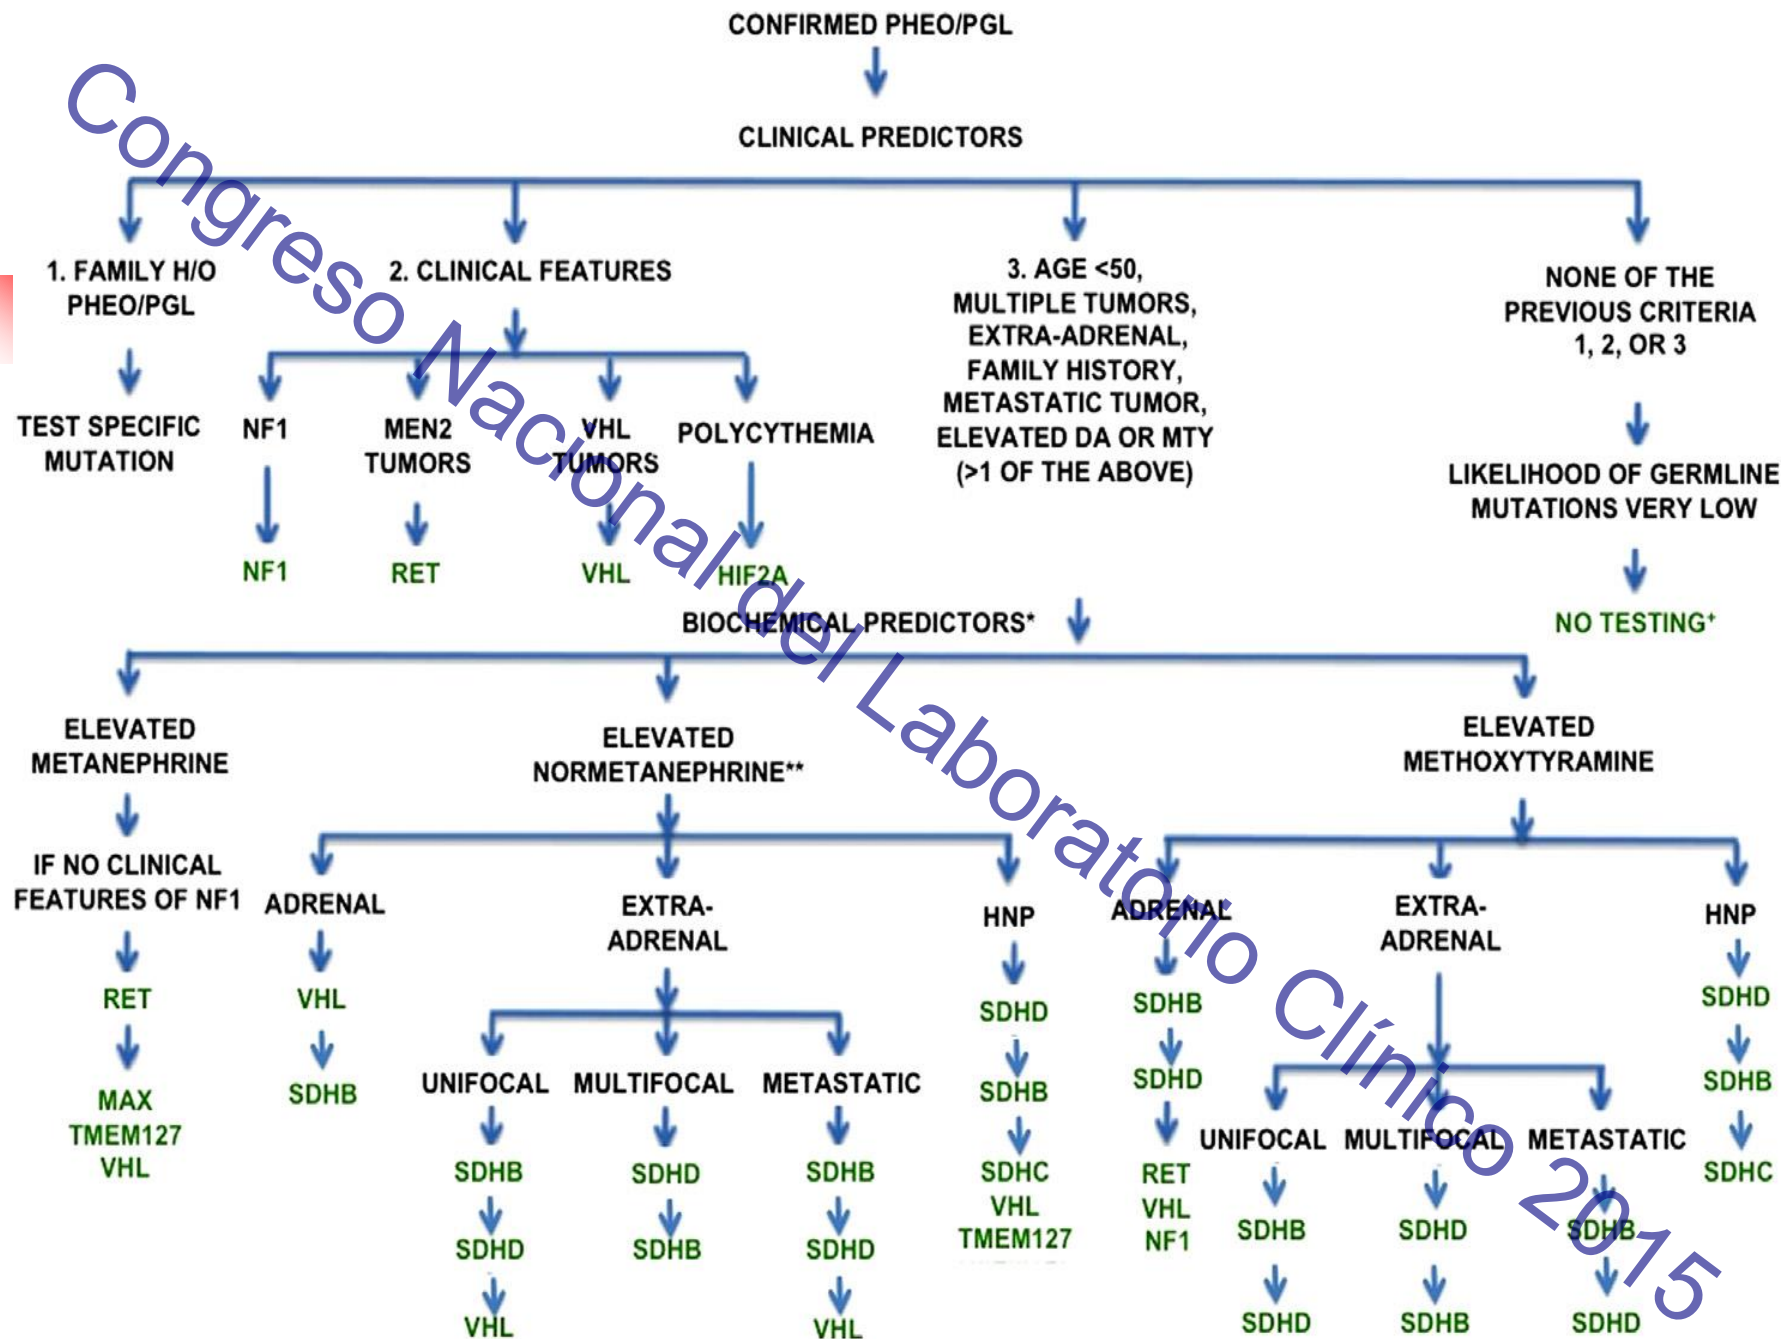 CONFIRMED PHEO/PGL
CLINICAL PREDICTORS
1. FAMILY H/O
PHEO/PGL
TEST SPECIFIC
MUTATION
2. CLINICAL FEATURES
NF1
NF1
MEN2
TUMORS
RET
VHL
TUMORS
VHL
POLYCYTHEMIA
HIF2A
3. AGE <50,
MULTIPLE TUMORS,
EXTRA-ADRENAL,
FAMILY HISTORY,
METASTATIC TUMOR,
ELEVATED DA OR MTY
(>1 OF THE ABOVE)
NONE OF THE
PREVIOUS CRITERIA
1, 2, OR 3
LIKELIHOOD OF GERMLINE
MUTATIONS VERY LOW
NO TESTING+
BIOCHEMICAL PREDICTORS*
ELEVATED
METANEPHRINE
IF NO CLINICAL
FEATURES OF NF1
RET
MAX
TMEM127
VHL
ELEVATED
NORMETANEPHRINE**
ADRENAL
VHL
SDHB
EXTRA-
ADRENAL
UNIFOCAL
SDHB
SDHD
VHL
MULTIFOCAL
SDHD
SDHB
METASTATIC
SDHB
SDHD
VHL
HNP
SDHD
SDHB
SDHC
VHL
TMEM127
ELEVATED
METHOXYTYRAMINE
ADRENAL
SDHB
SDHD
RET
VHL
NF1
EXTRA-
ADRENAL
UNIFOCAL
SDHB
SDHD
MULTIFOCAL
SDHD
SDHB
METASTATIC
SDHB
SDHD
HNP
SDHD
SDHB
SDHC
Congreso Nacional del Laboratorio Clínico 2015